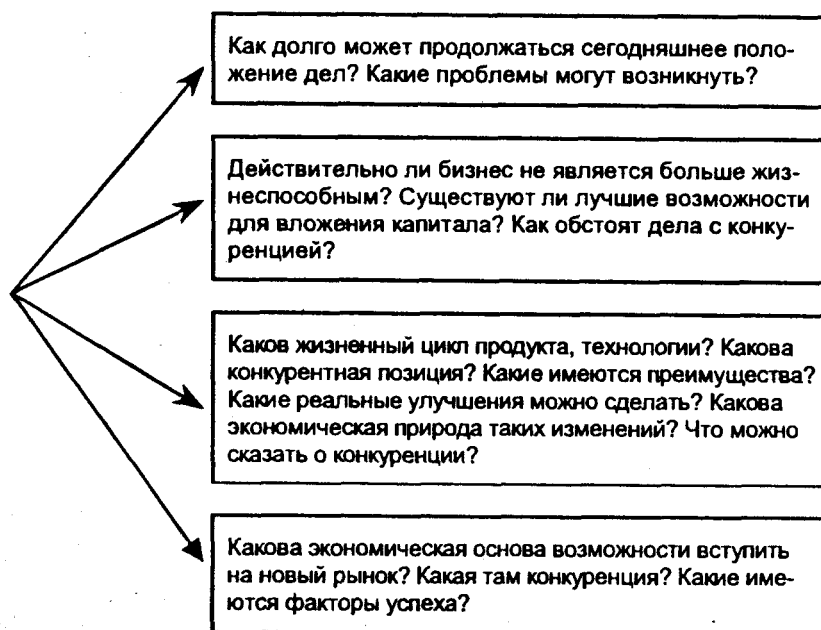 Как долго может продолжаться сегодняшнее поло-
жение дел? Какие проблемы могут возникнуть?
Действительно ли бизнес не является больше жиз-
неспособным? Существуют ли лучшие возможности
для вложения капитала? Как обстоят дела с конку-
ренцией?
Каков жизненный цикл продукта, технологии? Какова
конкурентная позиция? Какие имеются преимущества?
Какие реальные улучшения можно сделать? Какова
экономическая природа таких изменений? Что можно
сказать о конкуренции?
Какова экономическая основа возможности вступить
на новый рынок? Какая там конкуренция? Какие име-
ются факторы успеха?